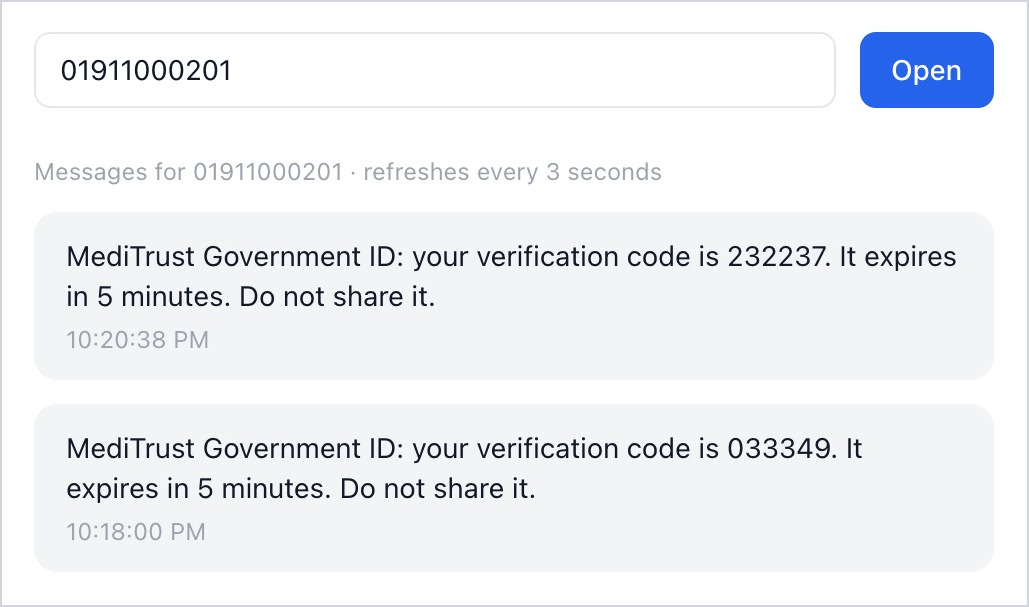 01911000201
Open
Messages for 01911000201 · refreshes every 3 seconds
MediTrust Government ID: your verification code is 232237. It expires
in 5 minutes. Do not share it.
10:20:38 PM
MediTrust Government ID: your verification code is 033349. It
expires in 5 minutes. Do not share it.
10:18:00 PM